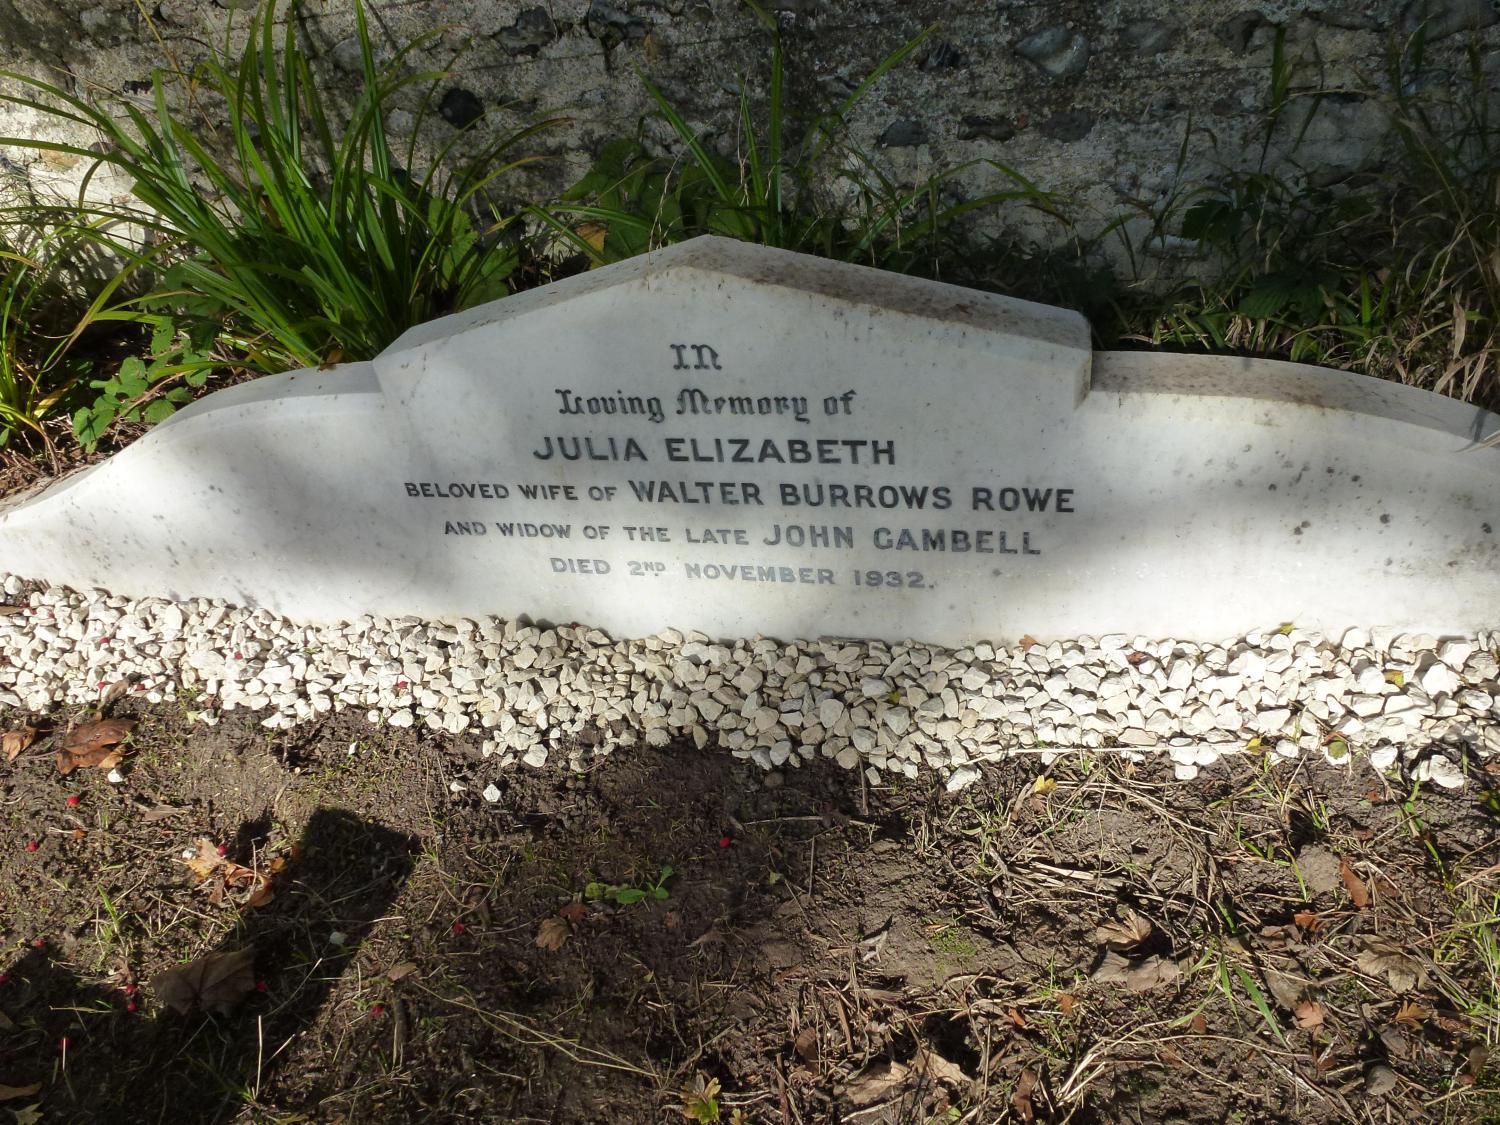 In
Loving Memory of
JULIA ELIZABETH
BELOVED WIFE OF WALTER BURROWS ROWE
AND WIDOW OF THE LATE JOHN GAMBELL
DIED 2ND NOVEMBER 1932.